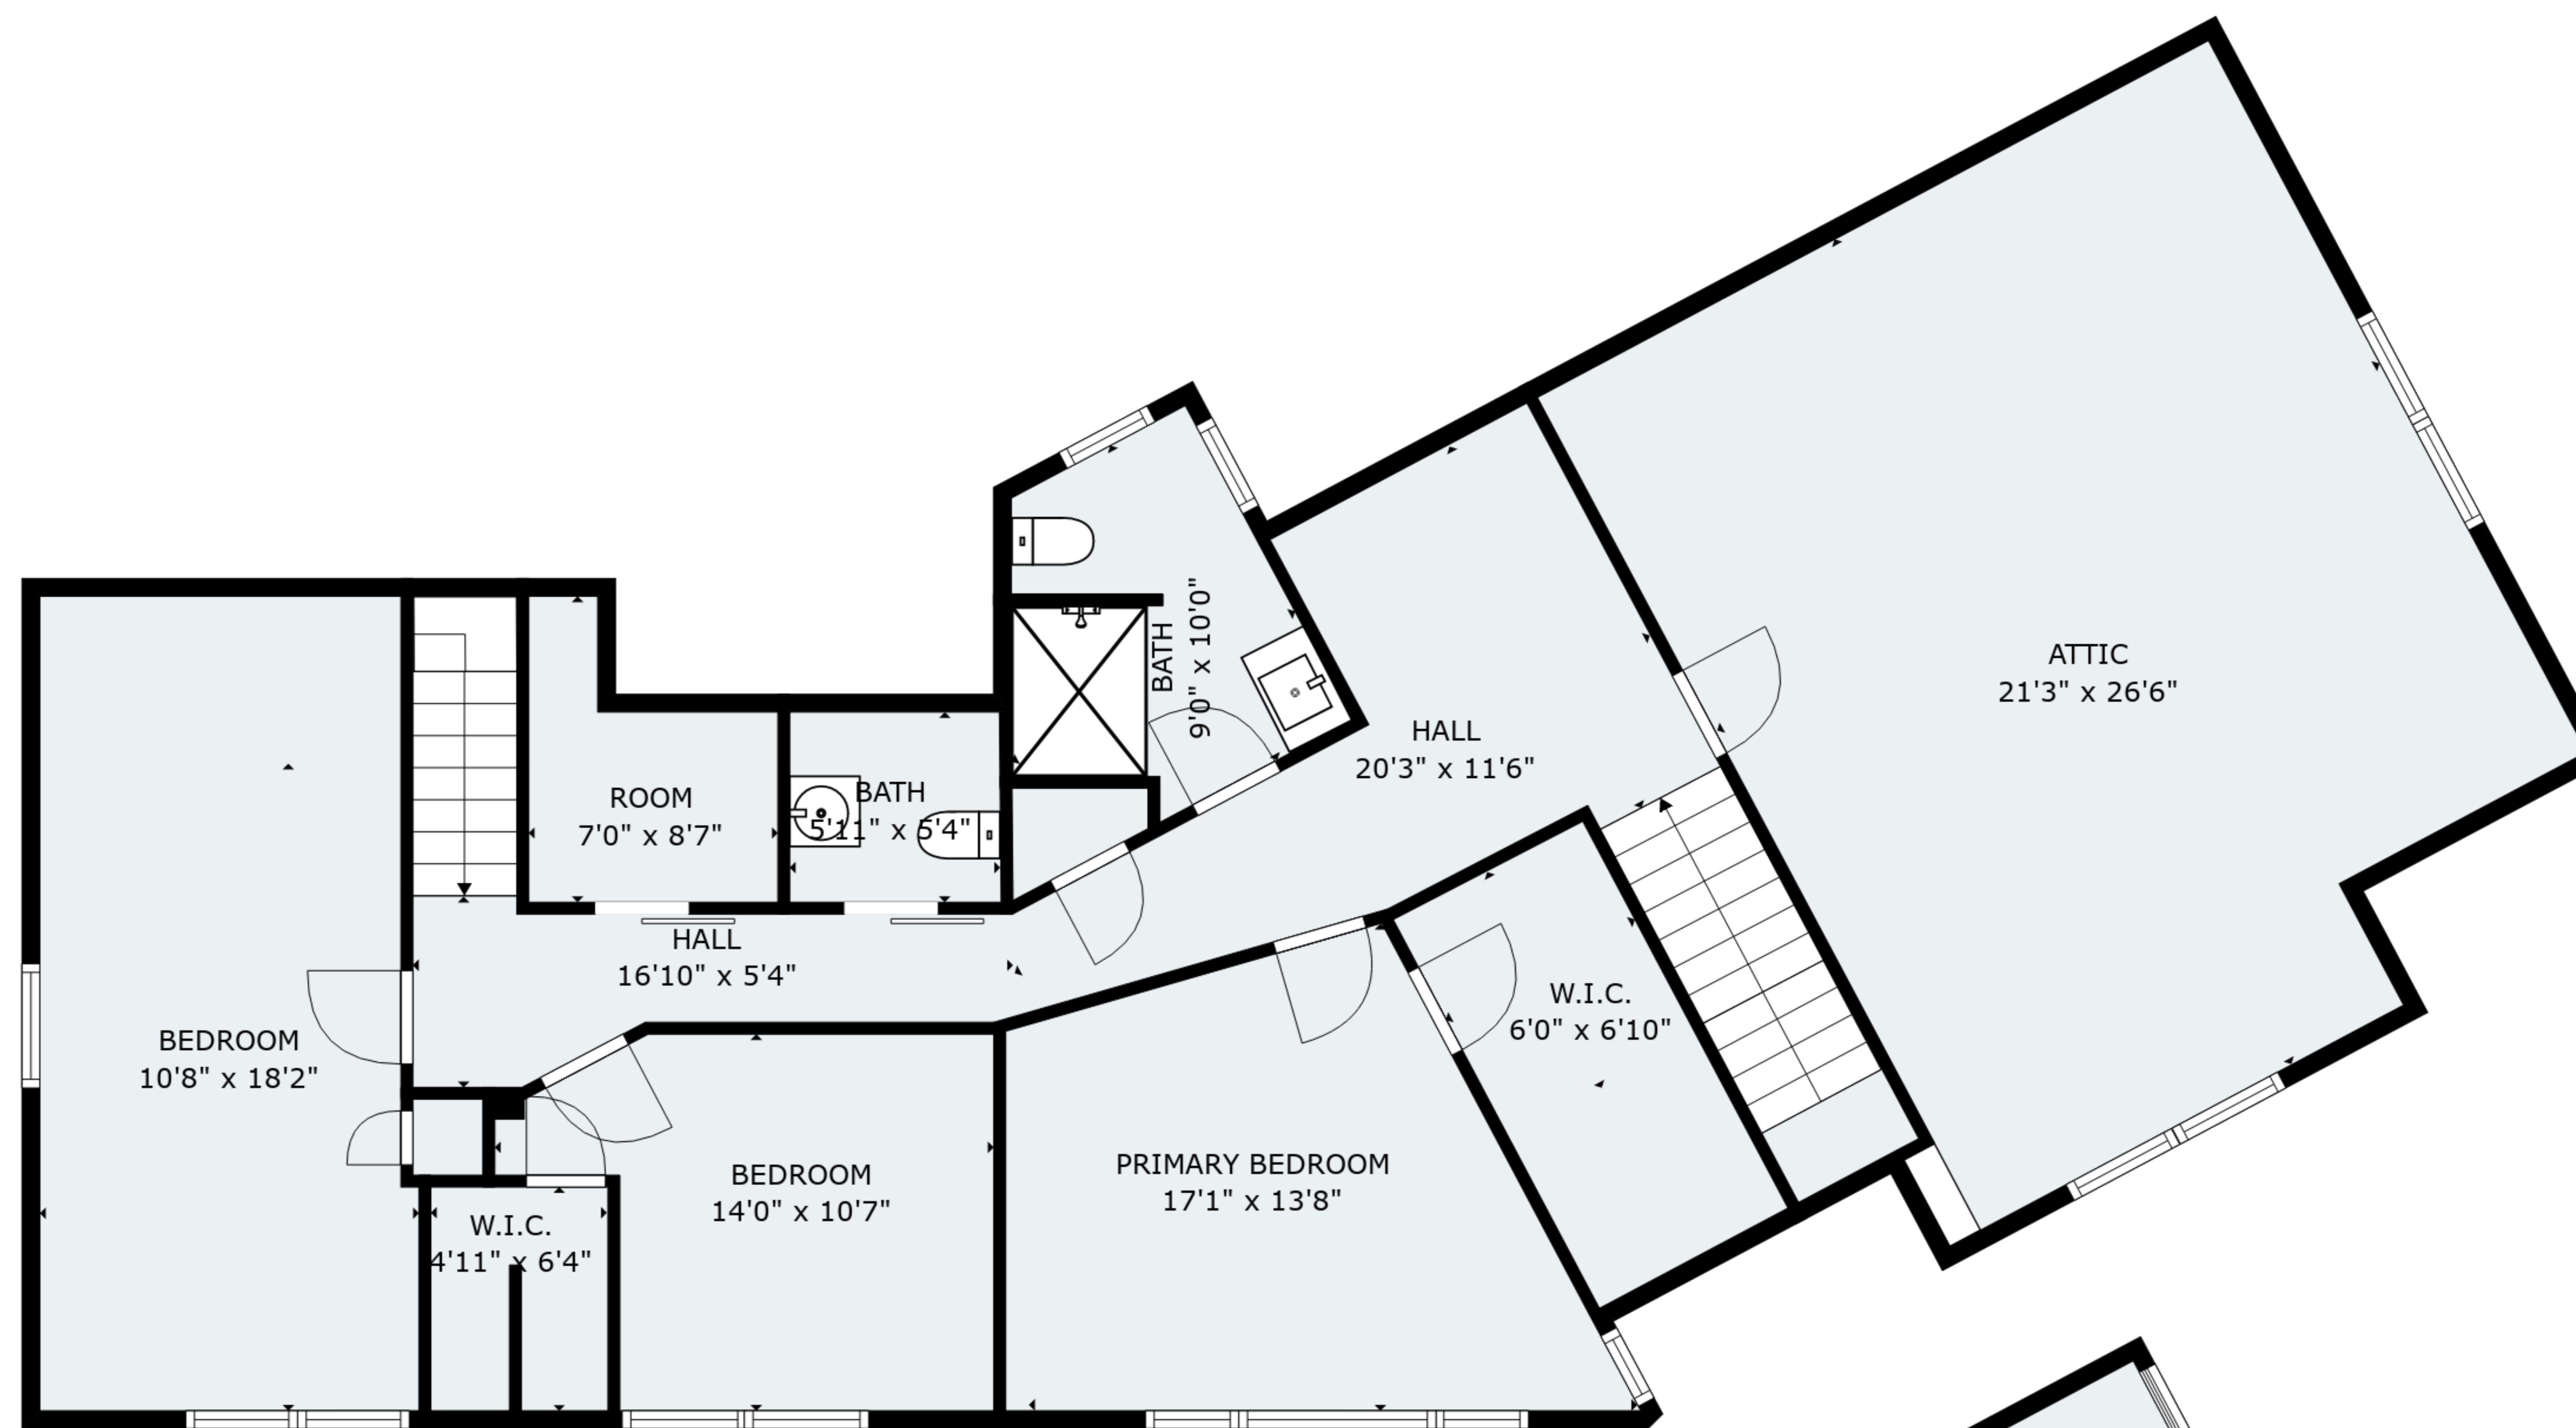 ATTIC
21'3" x 26'6"
BATH
9'0" x 10'0"
HALL
20'3" x 11'6"
ROOM
7'0" x 8'7"
BATH
5'11" x 5'4"
HALL
16'10" x 5'4"
W.I.C.
6'0" x 6'10"
BEDROOM
10'8" x 18'2"
PRIMARY BEDROOM
17'1" x 13'8"
BEDROOM
14'0" x 10'7"
W.I.C.
4'11" x 6'4"